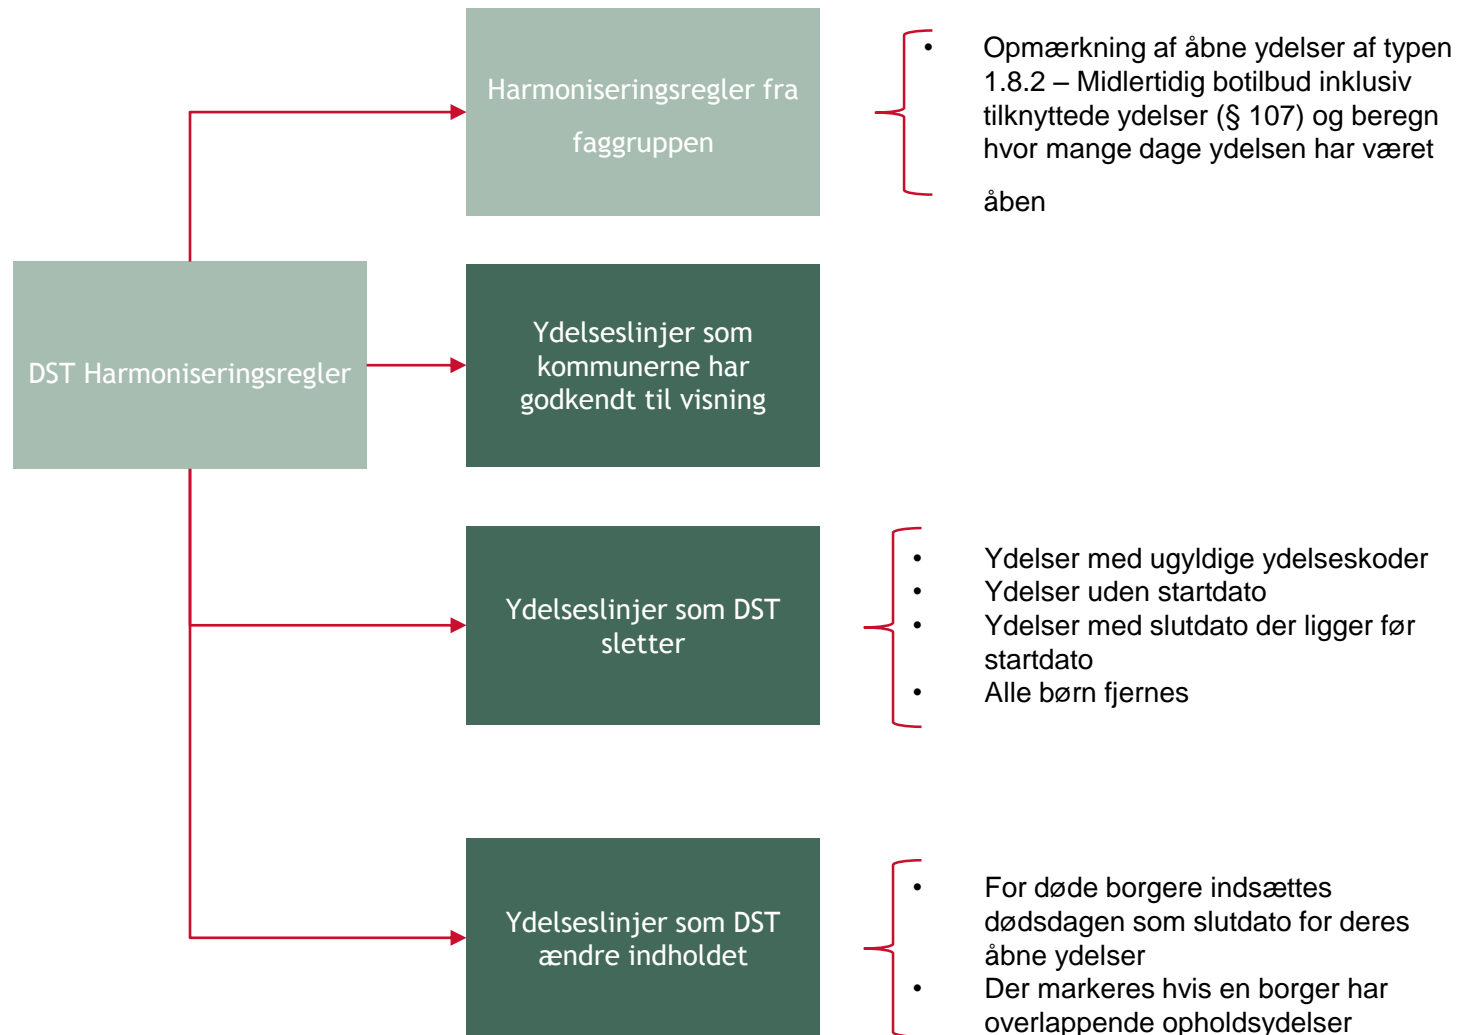 Harmoniseringsregler fra
faggruppen
• Opmærkning af åbne ydelser af typen
1.8.2 – Midlertidig botilbud inklusiv
tilknyttede ydelser (§ 107) og beregn
hvor mange dage ydelsen har været
åben
DST Harmoniseringsregler
Ydelseslinjer som
kommunerne har
godkendt til visning
Ydelseslinjer som DST
sletter
• Ydelser med ugyldige ydelseskoder
• Ydelser uden startdato
• Ydelser med slutdato der ligger før
startdato
• Alle børn fjernes
Ydelseslinjer som DST
ændre indholdet
• For døde borgere indsættes
dødsdagen som slutdato for deres
åbne ydelser
• Der markeres hvis en borger har
overlappende opholdsydelser